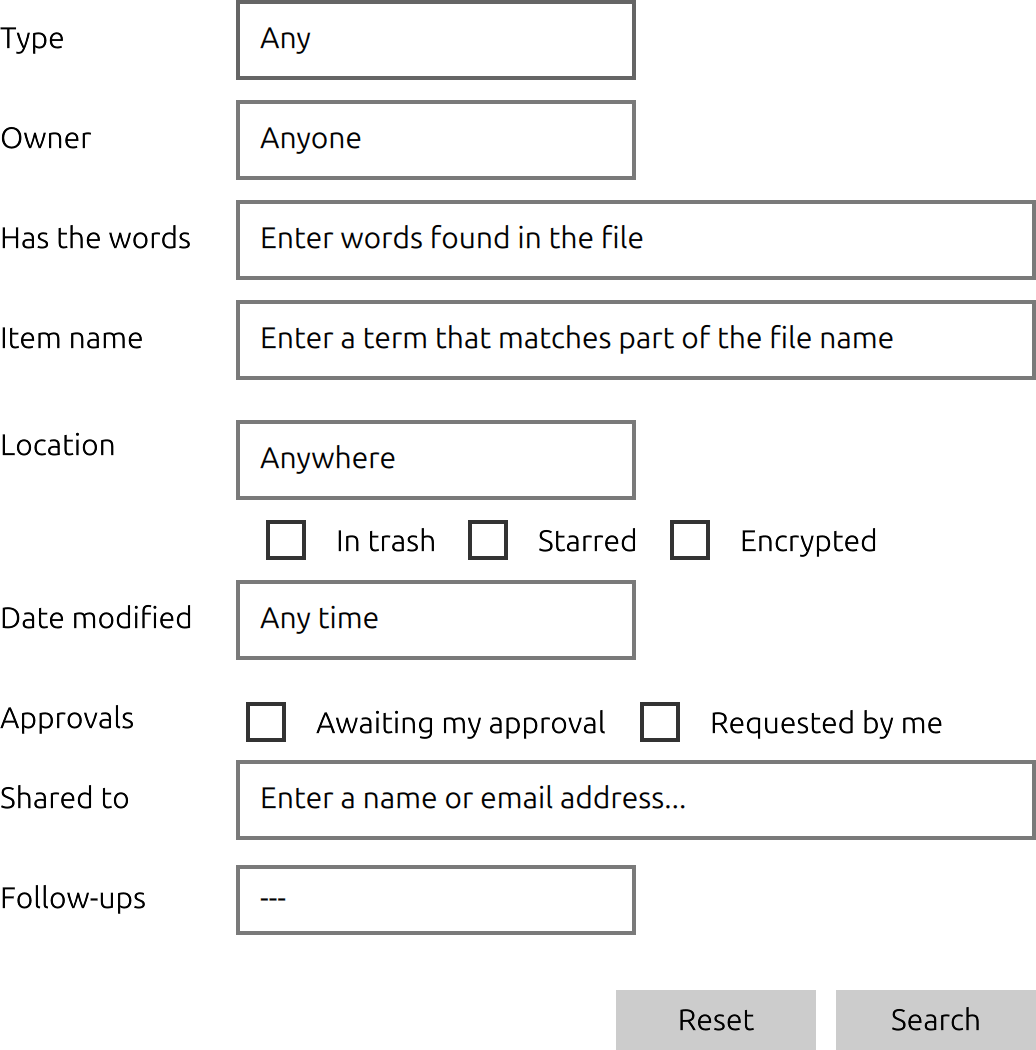 Type Any
Owner Anyone
Has the words Enter words found in the file
Item name Enter a term that matches part of the file name
Location Anywhere
In trash Starred Encrypted
Date modified Any time
Approvals Awaiting my approval Requested by me
Shared to Enter a name or email address...
Follow-ups ---
Reset Search